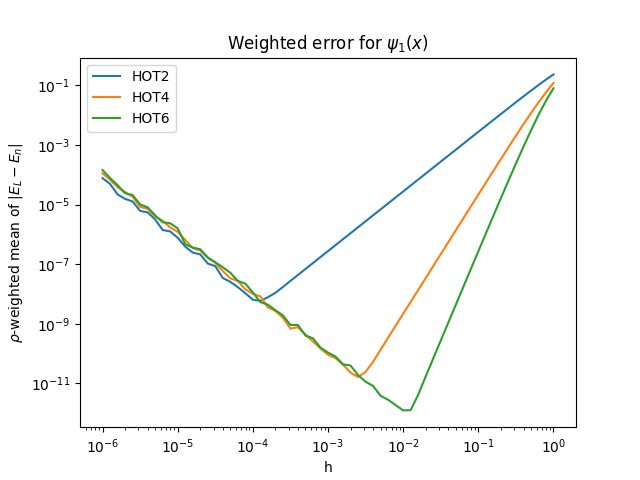 Weighted error for ψ₁(x)
HOT2
HOT4
HOT6
ρ-weighted mean of |E_L − E_n|
10⁻¹
10⁻³
10⁻⁵
10⁻⁷
10⁻⁹
10⁻¹¹
10⁻⁶ 10⁻⁵ 10⁻⁴ 10⁻³ 10⁻² 10⁻¹ 10⁰
h